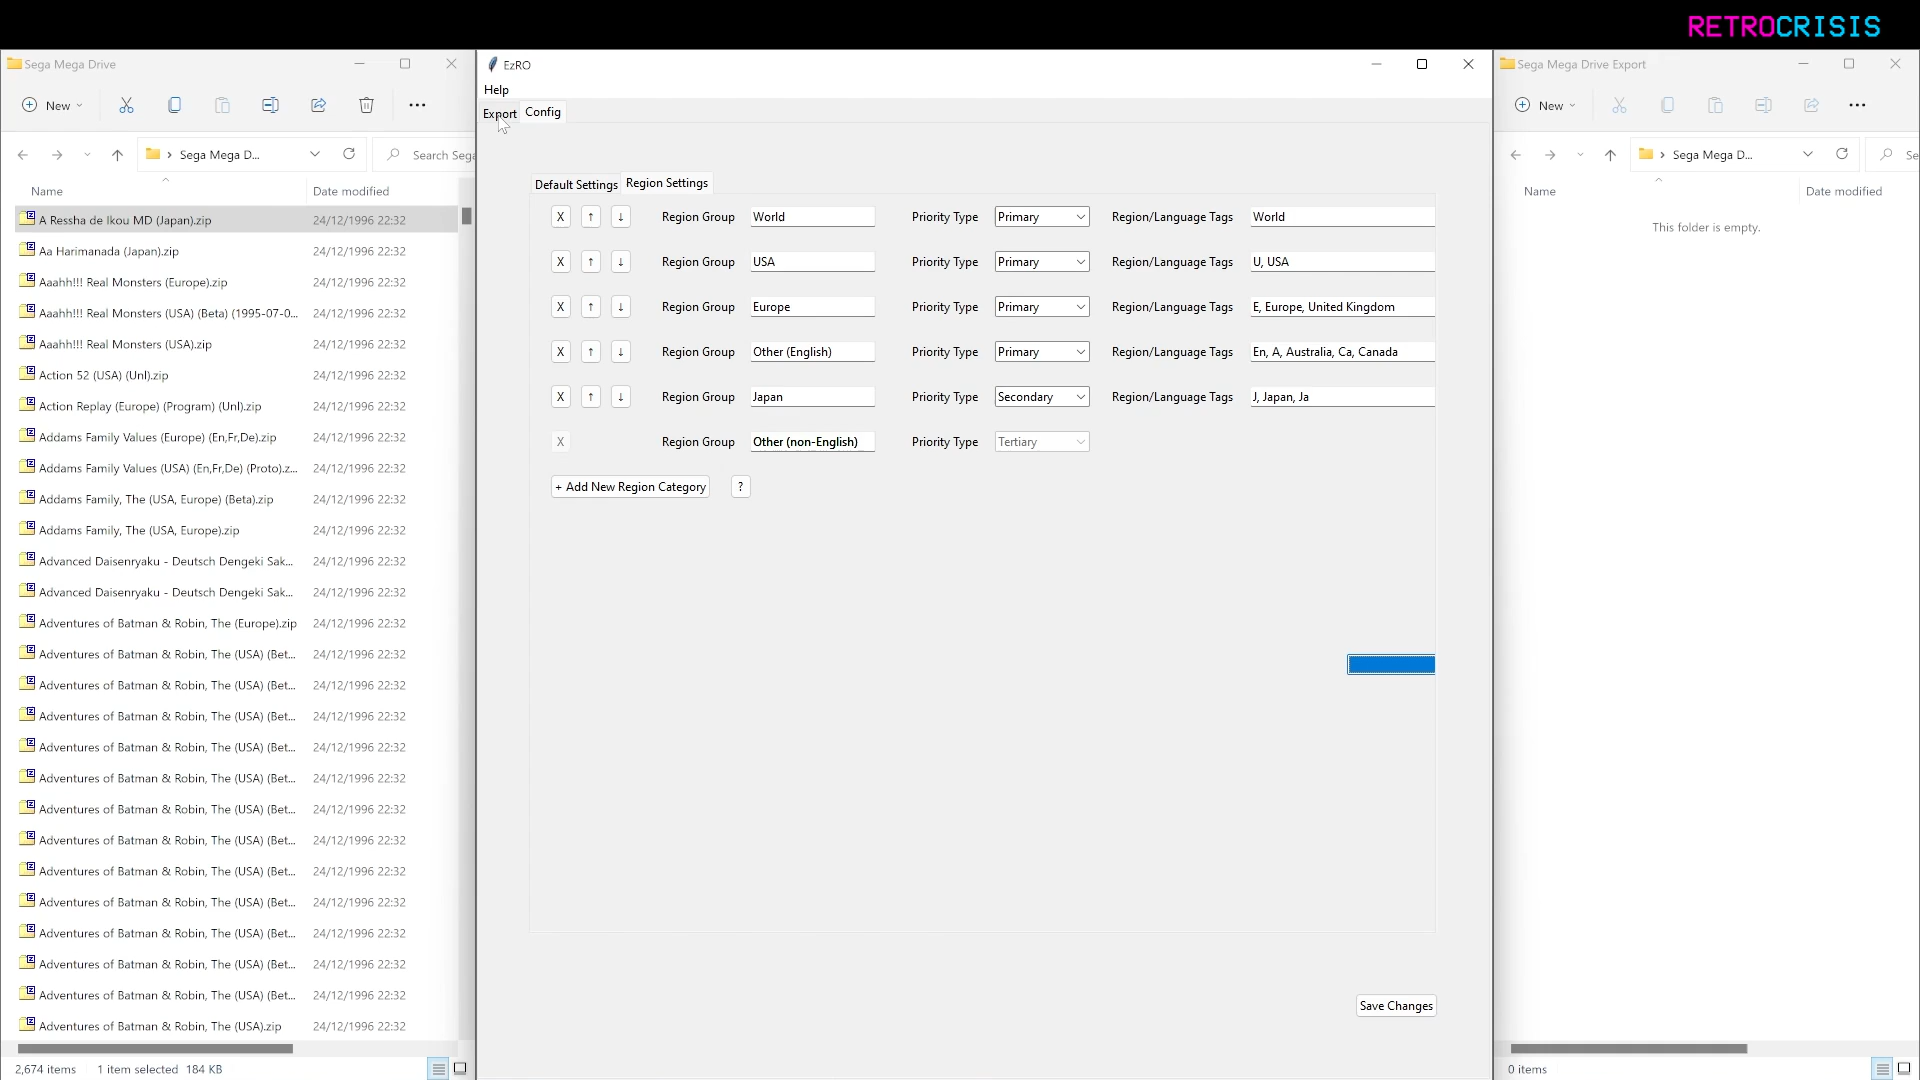 RETROCRISIS
Sega Mega Drive
New
Sega Mega D...
Search Sega
Name
Date modified
A Ressha de Ikou MD (Japan).zip 24/12/1996 22:32
Aa Harimanada (Japan).zip 24/12/1996 22:32
Aaahh!!! Real Monsters (Europe).zip 24/12/1996 22:32
Aaahh!!! Real Monsters (USA) (Beta) (1995-07-0... 24/12/1996 22:32
Aaahh!!! Real Monsters (USA).zip 24/12/1996 22:32
Action 52 (USA) (Unl).zip 24/12/1996 22:32
Action Replay (Europe) (Program) (Unl).zip 24/12/1996 22:32
Addams Family Values (Europe) (En,Fr,De).zip 24/12/1996 22:32
Addams Family Values (USA) (En,Fr,De) (Proto).z... 24/12/1996 22:32
Addams Family, The (USA, Europe) (Beta).zip 24/12/1996 22:32
Addams Family, The (USA, Europe).zip 24/12/1996 22:32
Advanced Daisenryaku - Deutsch Dengeki Sak... 24/12/1996 22:32
Advanced Daisenryaku - Deutsch Dengeki Sak... 24/12/1996 22:32
Adventures of Batman & Robin, The (Europe).zip 24/12/1996 22:32
Adventures of Batman & Robin, The (USA) (Bet... 24/12/1996 22:32
Adventures of Batman & Robin, The (USA) (Bet... 24/12/1996 22:32
Adventures of Batman & Robin, The (USA) (Bet... 24/12/1996 22:32
Adventures of Batman & Robin, The (USA) (Bet... 24/12/1996 22:32
Adventures of Batman & Robin, The (USA) (Bet... 24/12/1996 22:32
Adventures of Batman & Robin, The (USA) (Bet... 24/12/1996 22:32
Adventures of Batman & Robin, The (USA) (Bet... 24/12/1996 22:32
Adventures of Batman & Robin, The (USA) (Bet... 24/12/1996 22:32
Adventures of Batman & Robin, The (USA) (Bet... 24/12/1996 22:32
Adventures of Batman & Robin, The (USA) (Bet... 24/12/1996 22:32
Adventures of Batman & Robin, The (USA) (Bet... 24/12/1996 22:32
Adventures of Batman & Robin, The (USA) (Bet... 24/12/1996 22:32
Adventures of Batman & Robin, The (USA).zip 24/12/1996 22:32
2,674 items 1 item selected 184 KB
EzRO
Help
Export Config
Default Settings Region Settings
X ↑ ↓ Region Group World Priority Type Primary Region/Language Tags World
X ↑ ↓ Region Group USA Priority Type Primary Region/Language Tags U, USA
X ↑ ↓ Region Group Europe Priority Type Primary Region/Language Tags E, Europe, United Kingdom
X ↑ ↓ Region Group Other (English) Priority Type Primary Region/Language Tags En, A, Australia, Ca, Canada
X ↑ ↓ Region Group Japan Priority Type Secondary Region/Language Tags J, Japan, Ja
X Region Group Other (non-English) Priority Type Tertiary
+ Add New Region Category ?
Save Changes
Sega Mega Drive Export
New
Sega Mega D...
Se
Name
Date modified
This folder is empty.
0 items